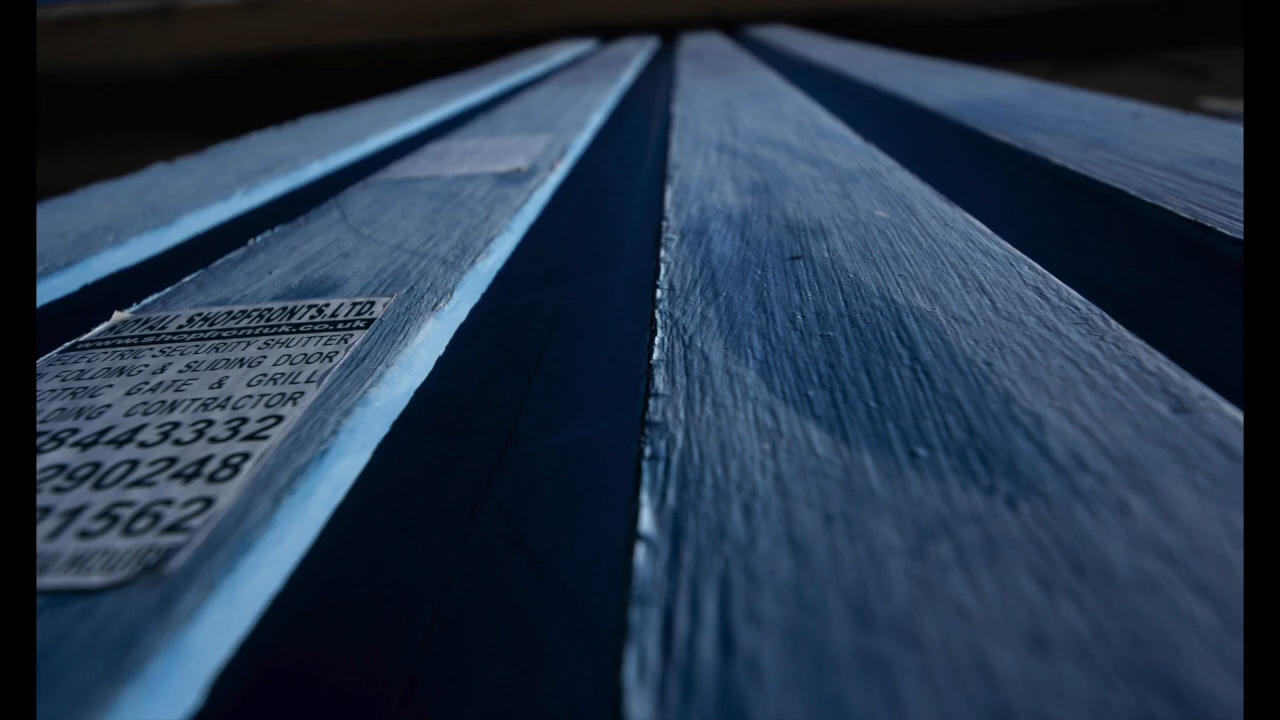 ROYAL SHOPFRONTS.LTD.
www.shopfrontuk.co.uk
ELECTRIC SECURITY SHUTTER
FOLDING & SLIDING DOOR
CTRIC GATE & GRILL
LDING CONTRACTOR
8443332
290248
1562